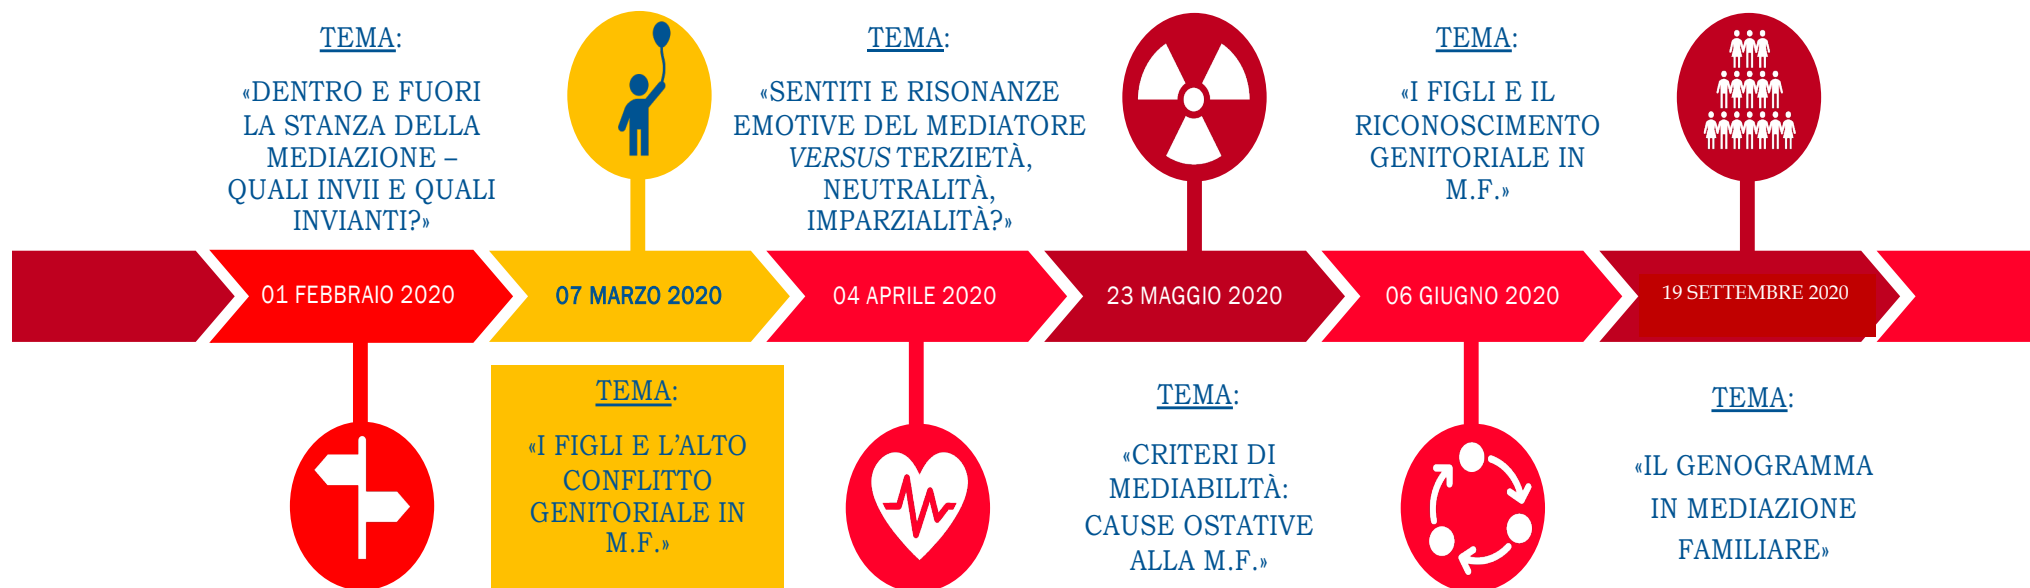 TEMA:
«DENTRO E FUORI
LA STANZA DELLA
MEDIAZIONE –
QUALI INVII E QUALI
INVIANTI?»
TEMA:
«SENTITI E RISONANZE
EMOTIVE DEL MEDIATORE
VERSUS TERZIETÀ,
NEUTRALITÀ,
IMPARZIALITÀ?»
TEMA:
«I FIGLI E IL
RICONOSCIMENTO
GENITORIALE IN
M.F.»
01 FEBBRAIO 2020
07 MARZO 2020
04 APRILE 2020
23 MAGGIO 2020
06 GIUGNO 2020
19 SETTEMBRE 2020
TEMA:
«I FIGLI E L’ALTO
CONFLITTO
GENITORIALE IN
M.F.»
TEMA:
«CRITERI DI
MEDIABILITÀ:
CAUSE OSTATIVE
ALLA M.F.»
TEMA:
«IL GENOGRAMMA
IN MEDIAZIONE
FAMILIARE»